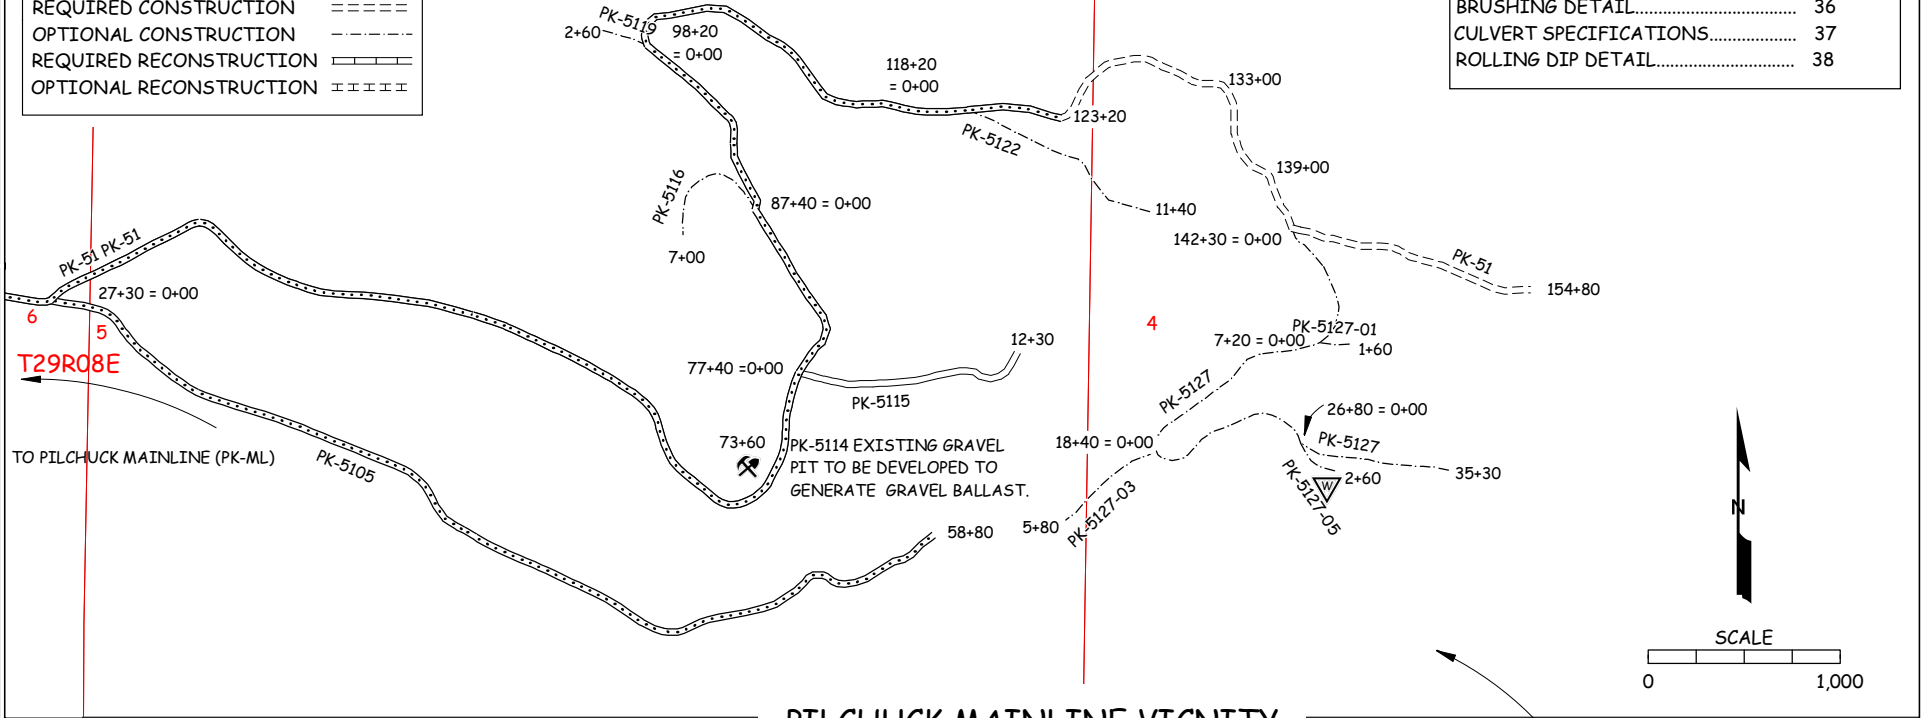 REQUIRED CONSTRUCTION
OPTIONAL CONSTRUCTION
REQUIRED RECONSTRUCTION
OPTIONAL RECONSTRUCTION
BRUSHING DETAIL.................................... 36
CULVERT SPECIFICATIONS................... 37
ROLLING DIP DETAIL.............................. 38
PK-5119
2+60
98+20
= 0+00
118+20
= 0+00
133+00
123+20
PK-5122
139+00
PK-5116
87+40 = 0+00
11+40
7+00
142+30 = 0+00
PK-51 PK-51
PK-51
27+30 = 0+00
154+80
6
5
4
T29R08E
PK-5127-01
7+20 = 0+00
1+60
12+30
77+40 =0+00
PK-5115
PK-5127
26+80 = 0+00
TO PILCHUCK MAINLINE (PK-ML)
PK-5105
73+60
PK-5114 EXISTING GRAVEL
PIT TO BE DEVELOPED TO
GENERATE GRAVEL BALLAST.
18+40 = 0+00
PK-5127
35+30
2+60
W
PK-5127-05
PK-5127-03
58+80
5+80
N
SCALE
0 1,000
PILCHUCK MAINLINE VICNITY